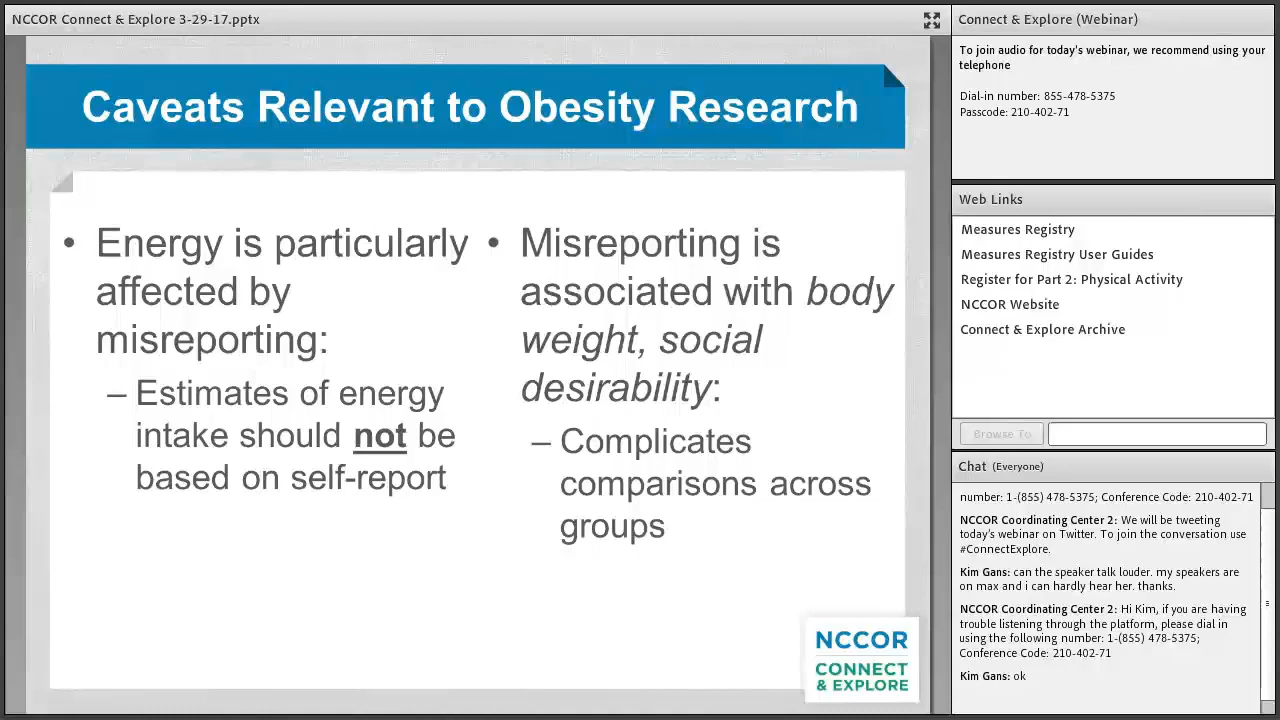 NCCOR Connect & Explore 3-29-17.pptx
Caveats Relevant to Obesity Research
• Energy is particularly
affected by
misreporting:
– Estimates of energy
intake should not be
based on self-report
• Misreporting is
associated with body
weight, social
desirability:
– Complicates
comparisons across
groups
NCCOR
CONNECT
& EXPLORE
Connect & Explore (Webinar)
To join audio for today's webinar, we recommend using your
telephone
Dial-in number: 855-478-5375
Passcode: 210-402-71
Web Links
Measures Registry
Measures Registry User Guides
Register for Part 2: Physical Activity
NCCOR Website
Connect & Explore Archive
Browse To
Chat (Everyone)
number: 1-(855) 478-5375; Conference Code: 210-402-71
NCCOR Coordinating Center 2: We will be tweeting
today's webinar on Twitter. To join the conversation use
#ConnectExplore.
Kim Gans: can the speaker talk louder. my speakers are
on max and i can hardly hear her. thanks.
NCCOR Coordinating Center 2: Hi Kim, if you are having
trouble listening through the platform, please dial in
using the following number: 1-(855) 478-5375;
Conference Code: 210-402-71
Kim Gans: ok